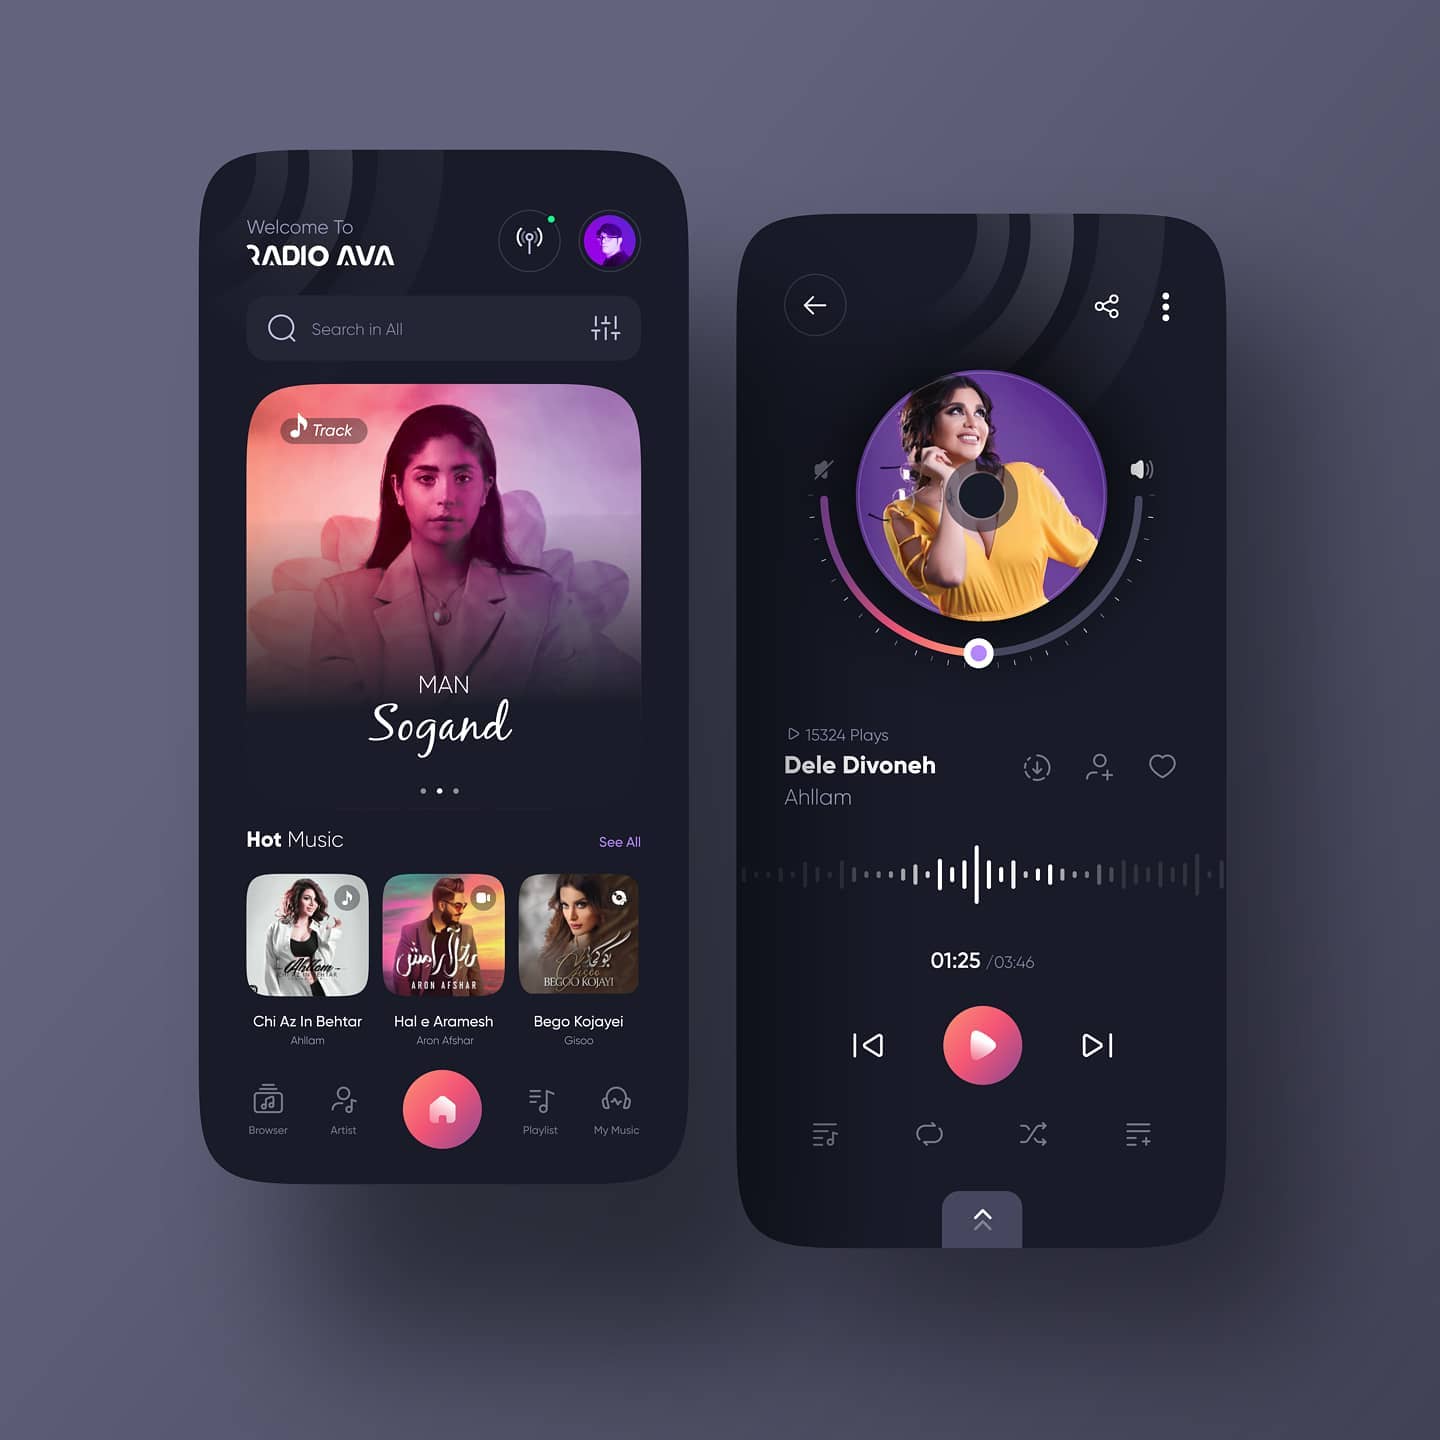 Welcome To
RADIO AVA
Search in All
Track
MAN
Sogand
Hot Music
See All
Ahllam
CHI AZ IN BEHTAR
حال آرامش
ARON AFSHAR
بگو کجایی
Gisoo
BEGOO KOJAYI
Chi Az In Behtar
Ahllam
Hal e Aramesh
Aron Afshar
Bego Kojayei
Gisoo
Browser
Artist
Playlist
My Music
15324 Plays
Dele Divoneh
Ahllam
01:25 /03:46